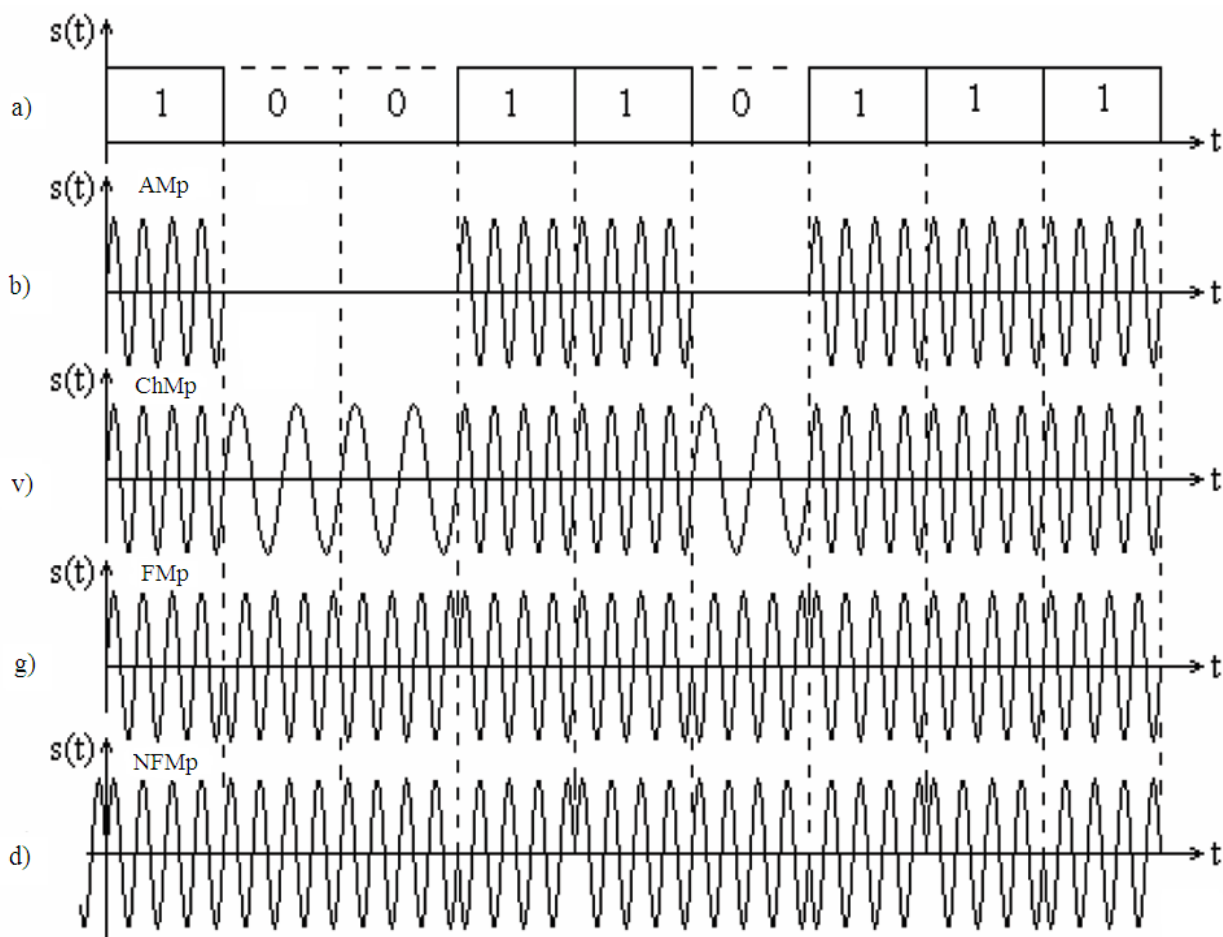 s(t)
a) 1 0 0 1 1 0 1 1 1 t
s(t) AMp
b) t
s(t) ChMp
v) t
s(t) FMp
g) t
s(t) NFMp
d) t